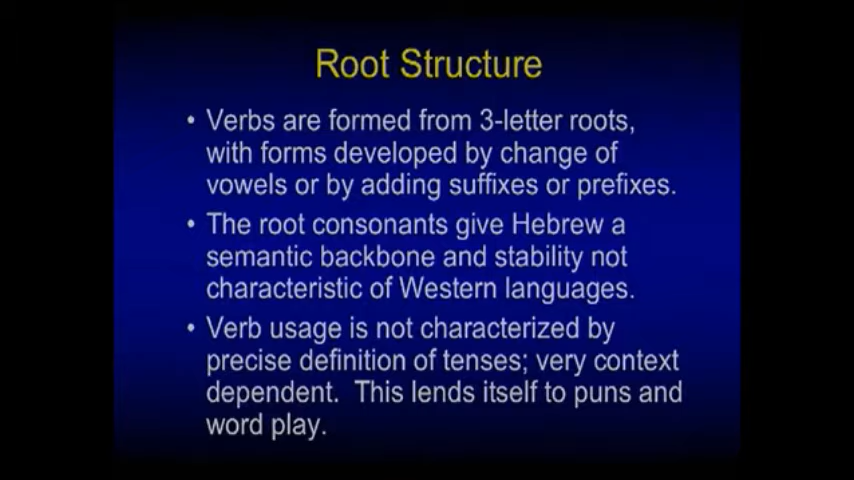 Root Structure
• Verbs are formed from 3-letter roots,
with forms developed by change of
vowels or by adding suffixes or prefixes.
• The root consonants give Hebrew a
semantic backbone and stability not
characteristic of Western languages.
• Verb usage is not characterized by
precise definition of tenses; very context
dependent.  This lends itself to puns and
word play.